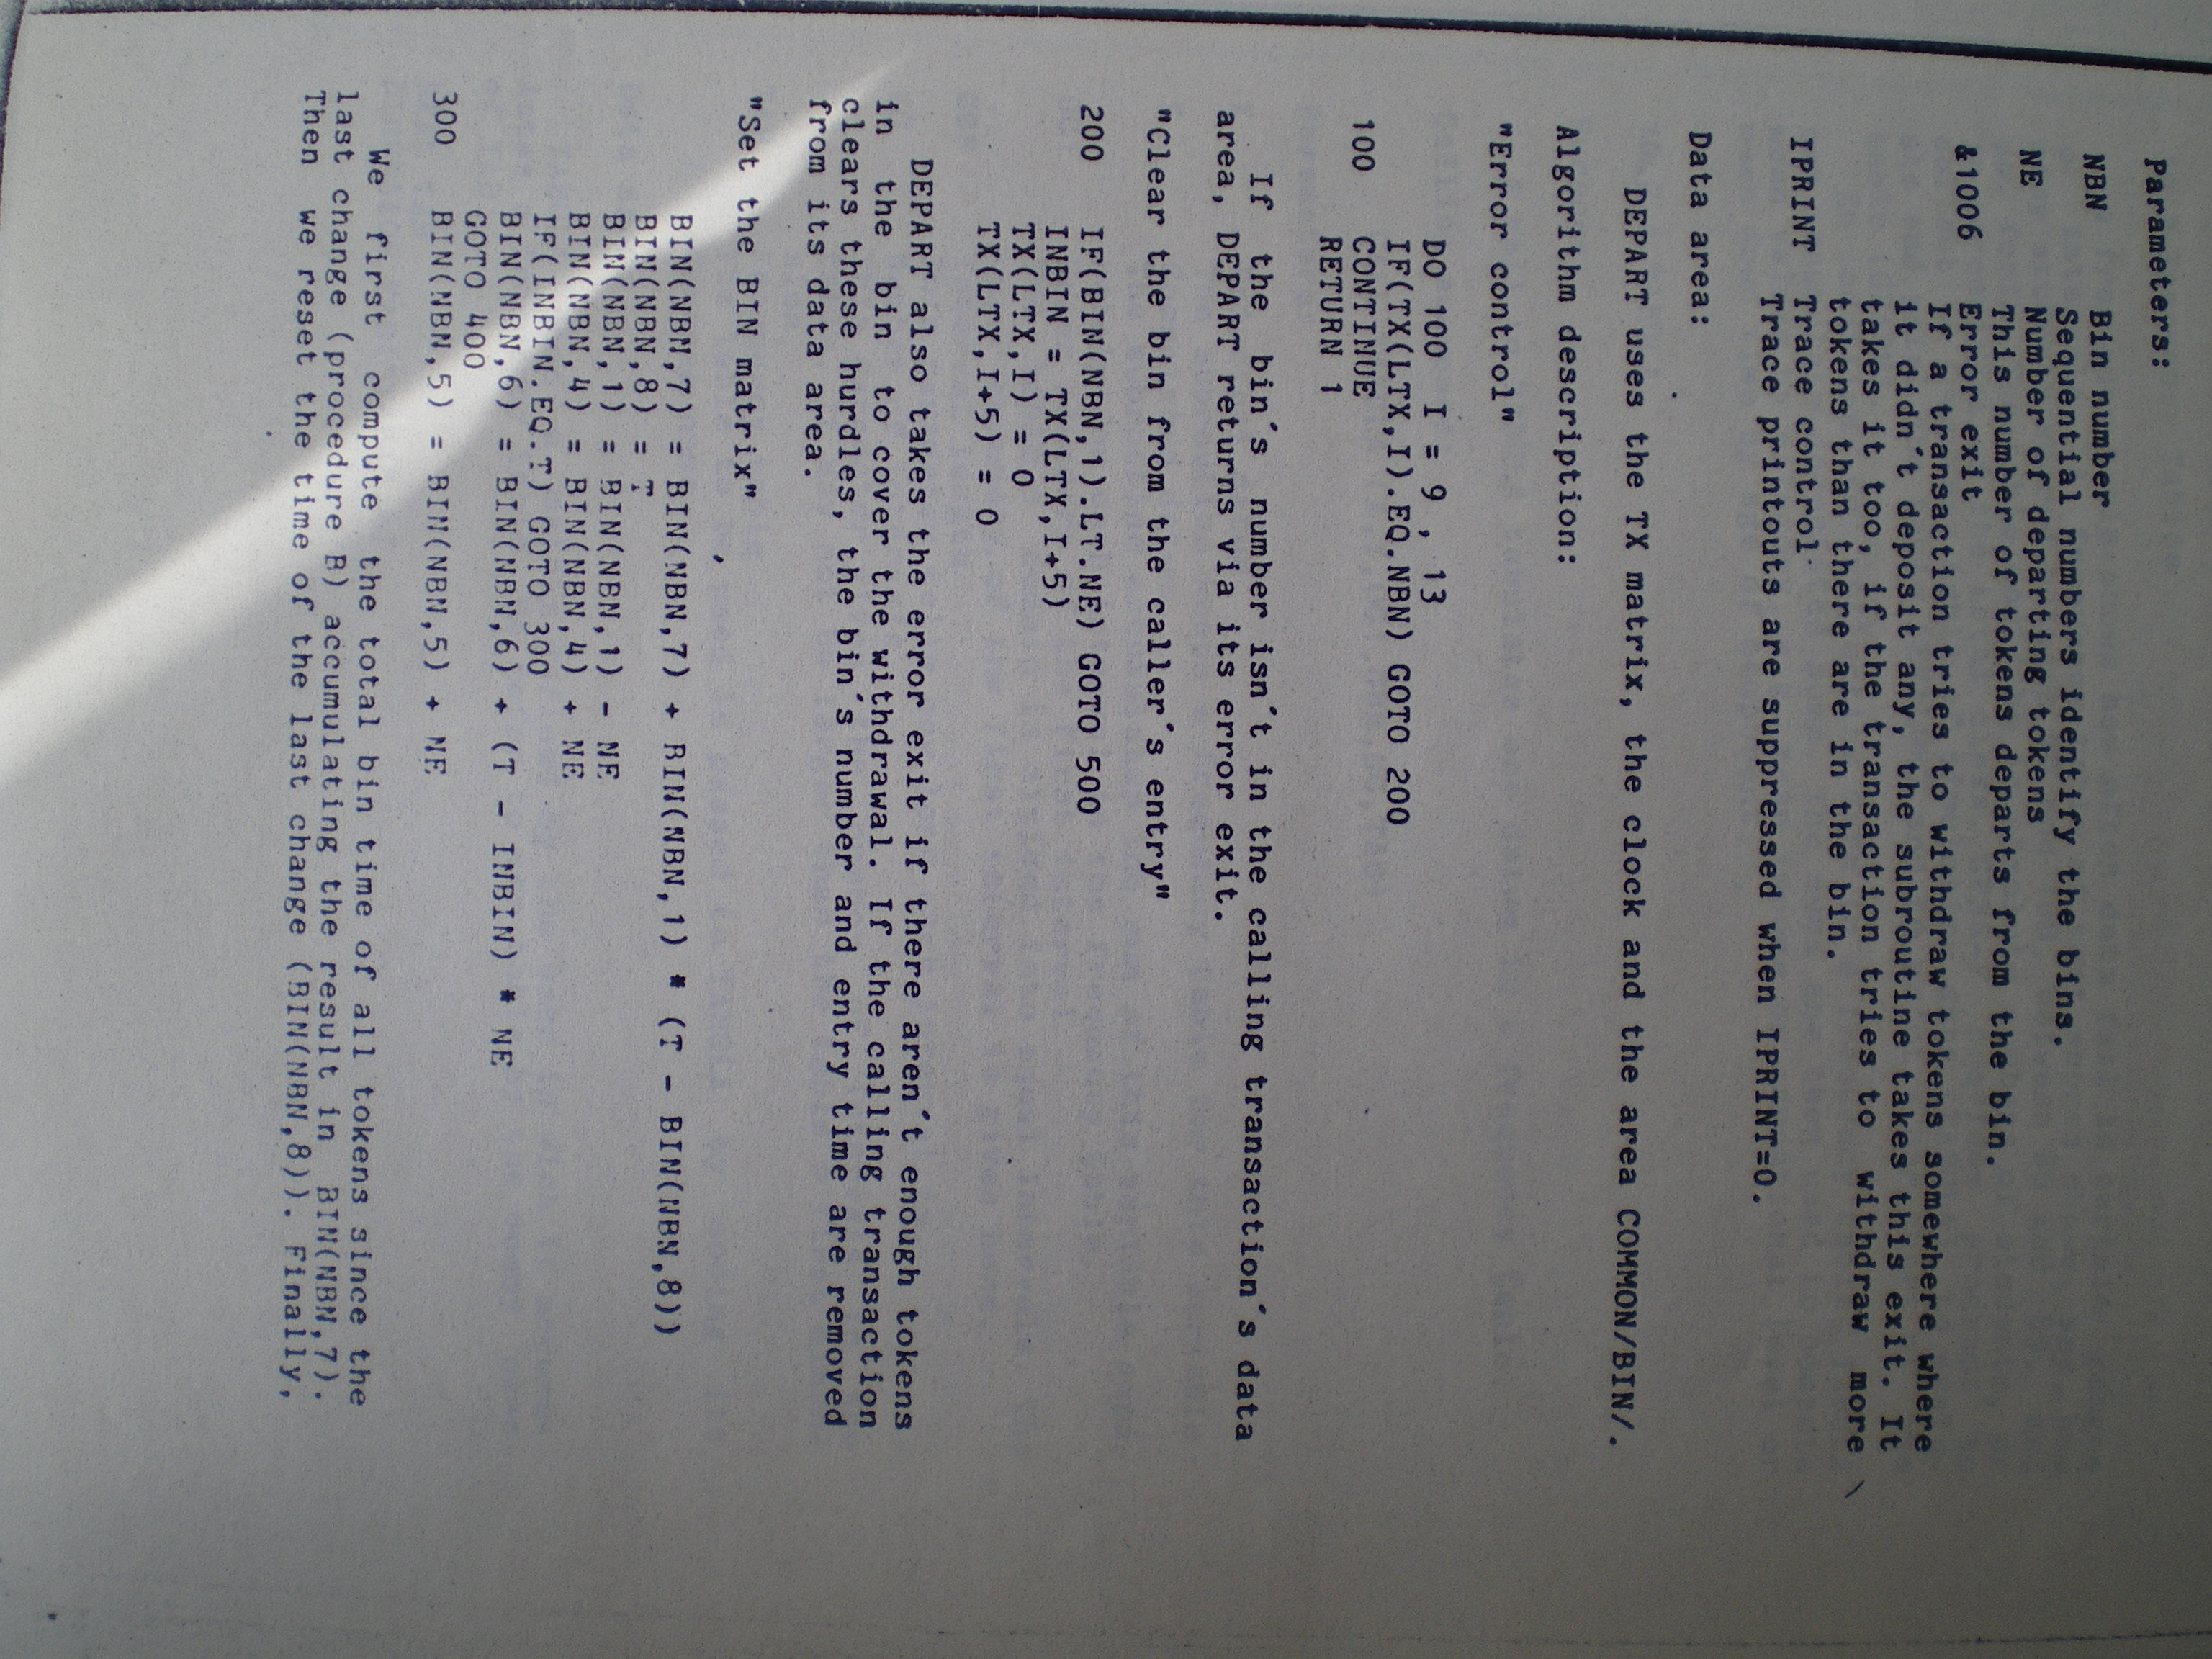 Parameters:
NBN Bin number
Sequential numbers identify the bins.
NE Number of departing tokens
This number of tokens departs from the bin.
&1006 Error exit
If a transaction tries to withdraw tokens somewhere where
it didn´t deposit any, the subroutine takes this exit. It
takes it too, if the transaction tries to withdraw more
tokens than there are in the bin.
IPRINT Trace control
Trace printouts are suppressed when IPRINT=0.
Data area:
DEPART uses the TX matrix, the clock and the area COMMON/BIN/.
Algorithm description:
"Error control"
DO 100 I = 9 , 13
IF(TX(LTX,I).EQ.NBN) GOTO 200
100 CONTINUE
RETURN 1
If the bin´s number isn´t in the calling transaction´s data
area, DEPART returns via its error exit.
"Clear the bin from the caller´s entry"
200 IF(BIN(NBN,1).LT.NE) GOTO 500
INBIN = TX(LTX,I+5)
TX(LTX,I) = 0
TX(LTX,I+5) = 0
DEPART also takes the error exit if there aren´t enough tokens
in the bin to cover the withdrawal. If the calling transaction
clears these hurdles, the bin´s number and entry time are removed
from its data area.
"Set the BIN matrix"
BIN(NBN,7) = BIN(NBN,7) + BIN(NBN,1) * (T - BIN(NBN,8))
BIN(NBN,8) = T
BIN(NBN,1) = BIN(NBN,1) - NE
BIN(NBN,4) = BIN(NBN,4) + NE
IF(INBIN.EQ.T) GOTO 300
BIN(NBN,6) = BIN(NBN,6) + (T - INBIN) * NE
GOTO 400
300 BIN(NBN,5) = BIN(NBN,5) + NE
We first compute the total bin time of all tokens since the
last change (procedure B) accumulating the result in BIN(NBN,7).
Then we reset the time of the last change (BIN(NBN,8)). Finally,